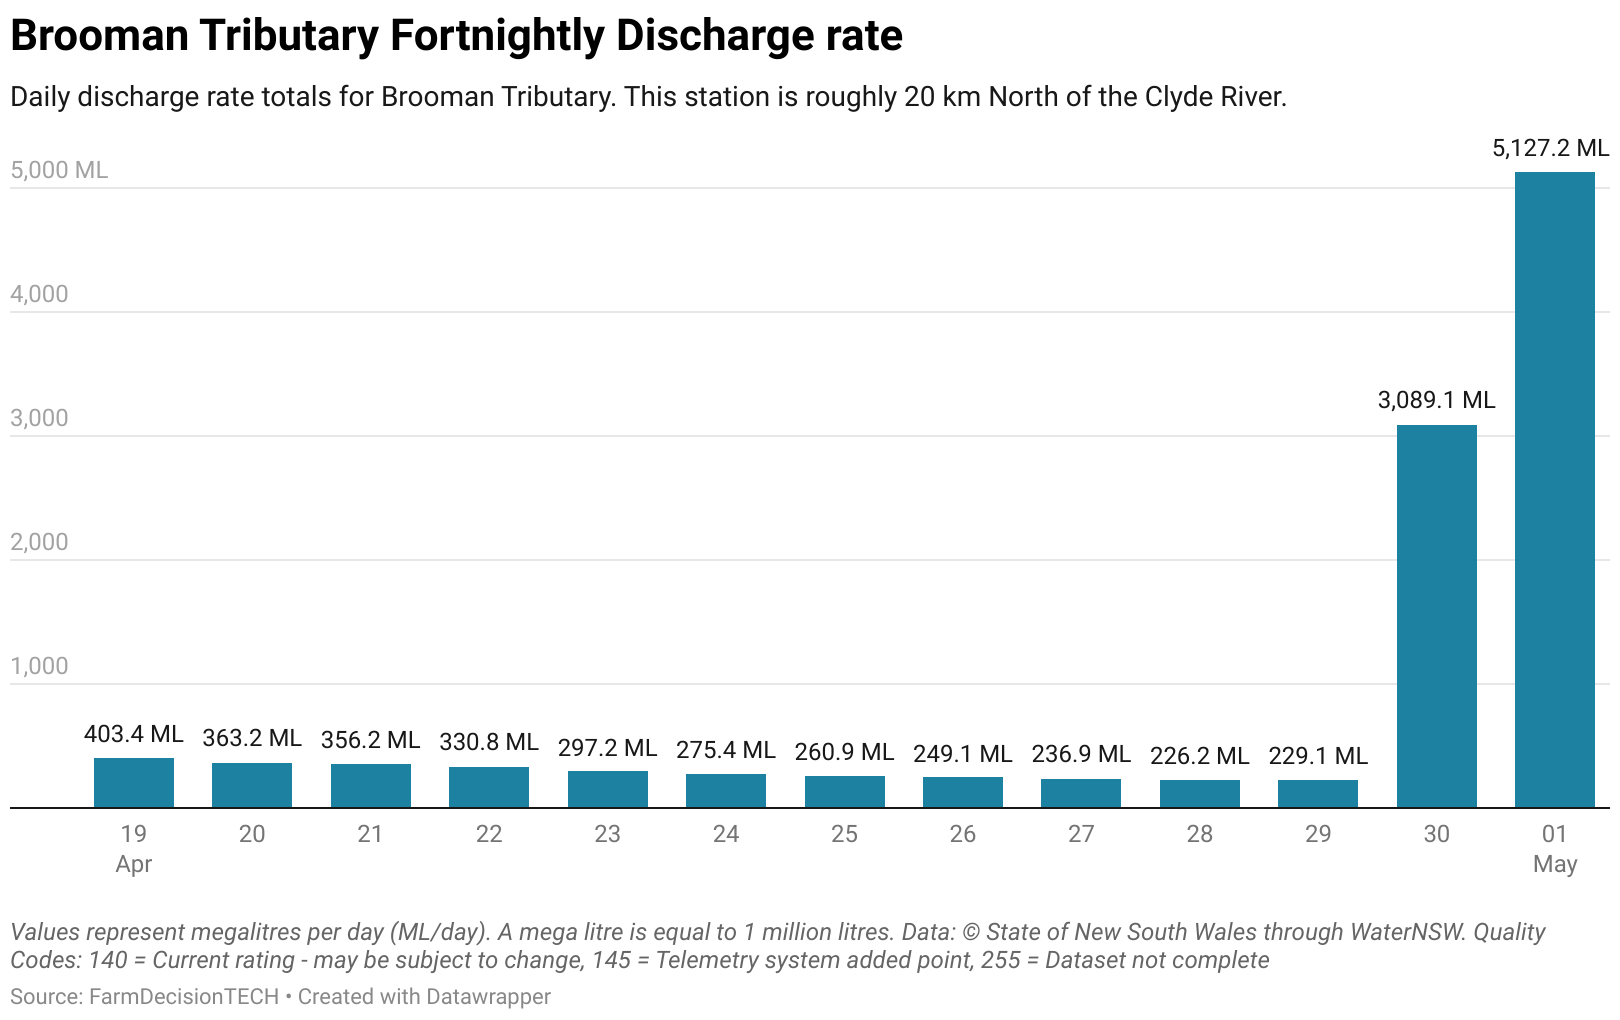 Brooman Tributary Fortnightly Discharge rate
Daily discharge rate totals for Brooman Tributary. This station is roughly 20 km North of the Clyde River.
5,127.2 ML
5,000 ML
4,000
3,089.1 ML
3,000
2,000
1,000
403.4 ML 363.2 ML 356.2 ML 330.8 ML 297.2 ML 275.4 ML 260.9 ML 249.1 ML 236.9 ML 226.2 ML 229.1 ML
19 20 21 22 23 24 25 26 27 28 29 30 01
Apr May
Values represent megalitres per day (ML/day). A mega litre is equal to 1 million litres. Data: © State of New South Wales through WaterNSW. Quality
Codes: 140 = Current rating - may be subject to change, 145 = Telemetry system added point, 255 = Dataset not complete
Source: FarmDecisionTECH • Created with Datawrapper